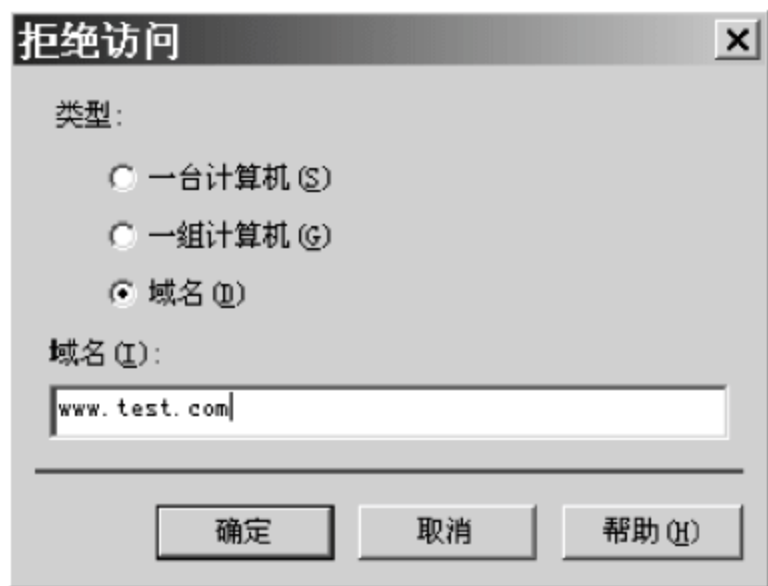 拒绝访问
类型:
一台计算机(S)
一组计算机(G)
域名(D)
域名(I):
www.test.com
确定 取消 帮助(H)